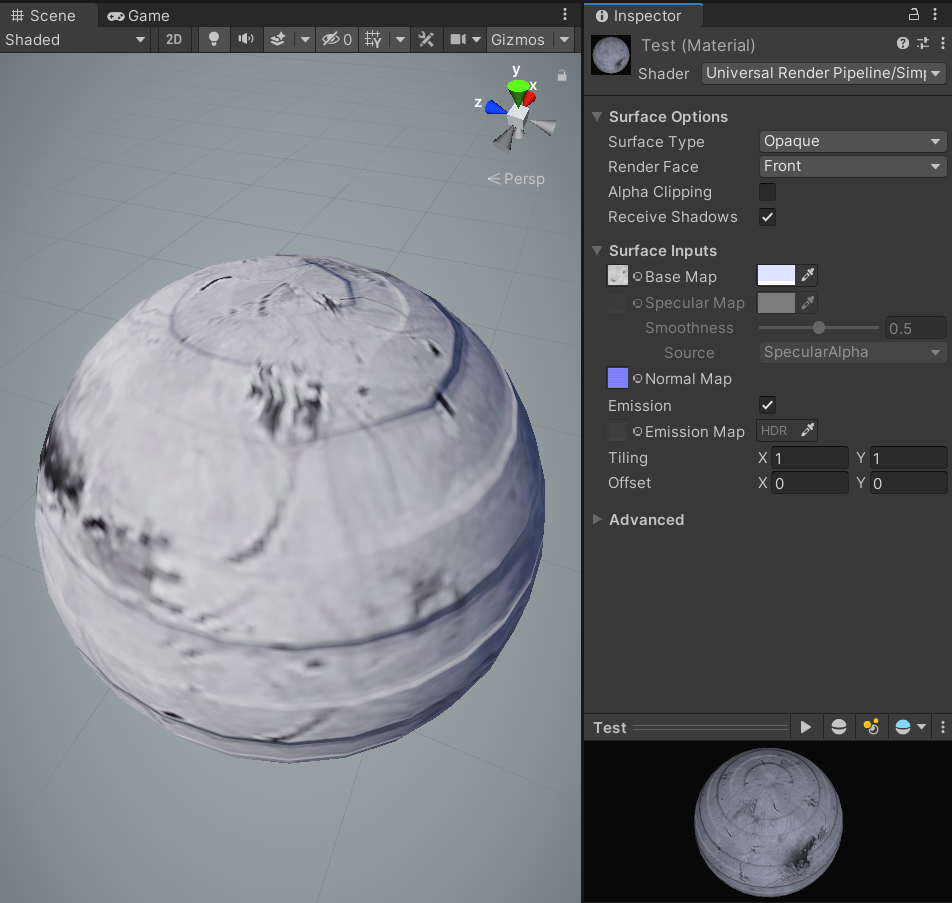 Scene
Game
Shaded
2D
0
Gizmos
y
x
z
Persp
Inspector
Test (Material)
Shader
Universal Render Pipeline/Sim
Surface Options
Surface Type
Opaque
Render Face
Front
Alpha Clipping
Receive Shadows
Surface Inputs
Base Map
Specular Map
Smoothness
0.5
Source
SpecularAlpha
Normal Map
Emission
Emission Map
HDR
Tiling
X 1
Y 1
Offset
X 0
Y 0
Advanced
Test